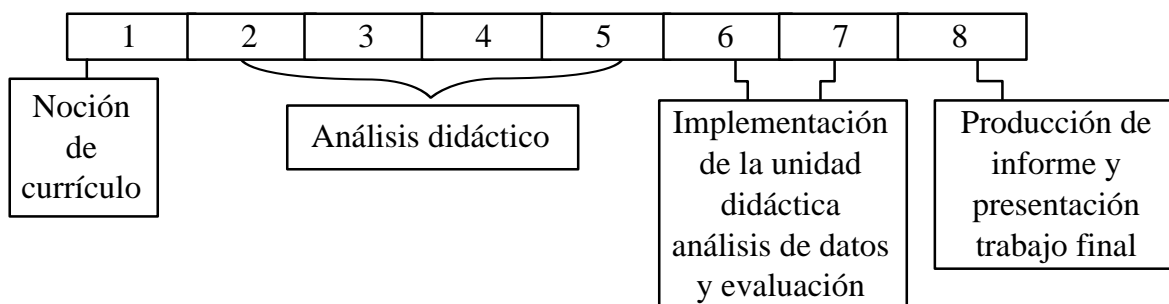 1 2 3 4 5 6 7 8
Noción
de
currículo
Análisis didáctico
Implementación
de la unidad
didáctica
análisis de datos
y evaluación
Producción de
informe y
presentación
trabajo final